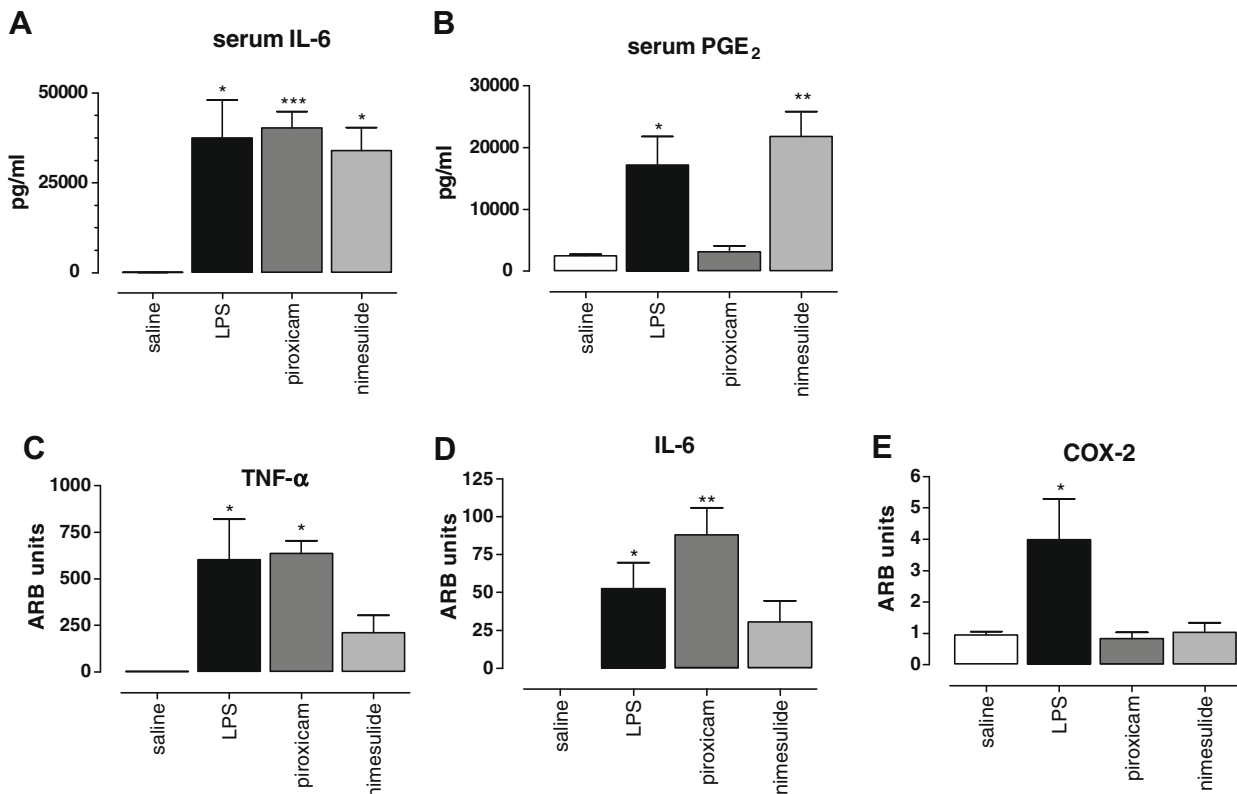 A
serum IL-6
pg/ml
50000
25000
0
*
***
*
saline
LPS
piroxicam
nimesulide
B
serum PGE2
pg/ml
30000
20000
10000
0
*
**
saline
LPS
piroxicam
nimesulide
C
TNF-α
ARB units
1000
750
500
250
0
*
*
saline
LPS
piroxicam
nimesulide
D
IL-6
ARB units
125
100
75
50
25
0
*
**
saline
LPS
piroxicam
nimesulide
E
COX-2
ARB units
6
5
4
3
2
1
0
*
saline
LPS
piroxicam
nimesulide